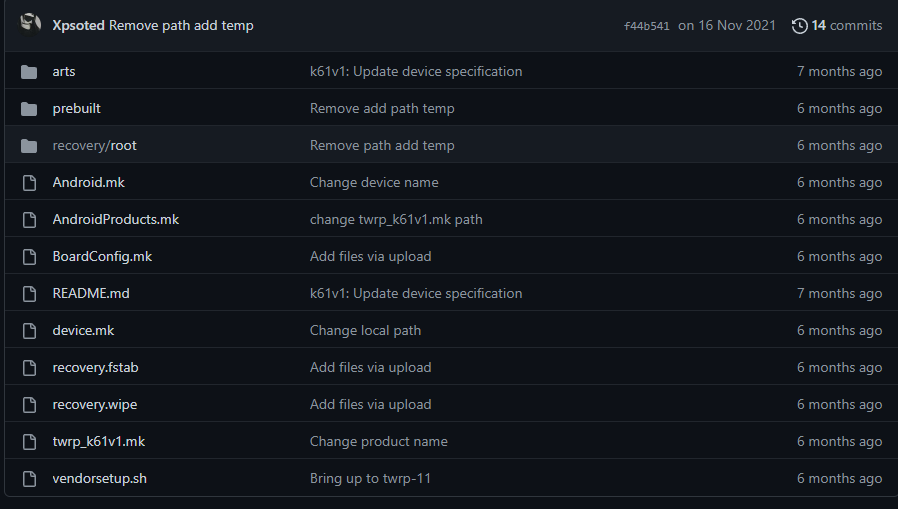 Xpsoted Remove path add temp f44b541 on 16 Nov 2021 14 commits
arts k61v1: Update device specification 7 months ago
prebuilt Remove add path temp 6 months ago
recovery/root Remove path add temp 6 months ago
Android.mk Change device name 6 months ago
AndroidProducts.mk change twrp_k61v1.mk path 6 months ago
BoardConfig.mk Add files via upload 6 months ago
README.md k61v1: Update device specification 7 months ago
device.mk Change local path 6 months ago
recovery.fstab Add files via upload 6 months ago
recovery.wipe Add files via upload 6 months ago
twrp_k61v1.mk Change product name 6 months ago
vendorsetup.sh Bring up to twrp-11 6 months ago